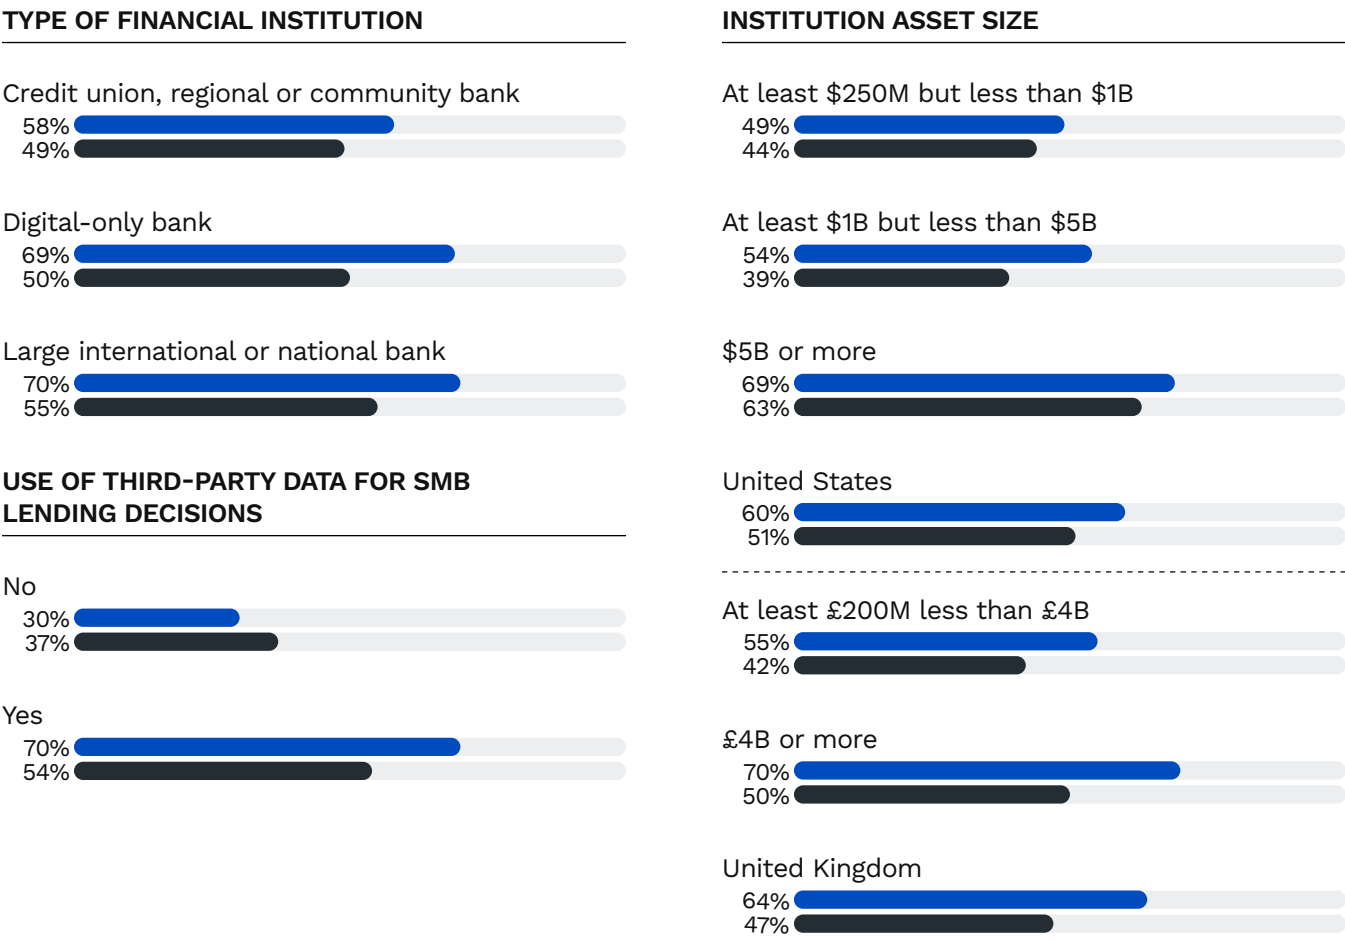 TYPE OF FINANCIAL INSTITUTION
Credit union, regional or community bank
58%
49%
Digital-only bank
69%
50%
Large international or national bank
70%
55%
USE OF THIRD-PARTY DATA FOR SMB
LENDING DECISIONS
No
30%
37%
Yes
70%
54%
INSTITUTION ASSET SIZE
At least $250M but less than $1B
49%
44%
At least $1B but less than $5B
54%
39%
$5B or more
69%
63%
United States
60%
51%
At least £200M less than £4B
55%
42%
£4B or more
70%
50%
United Kingdom
64%
47%